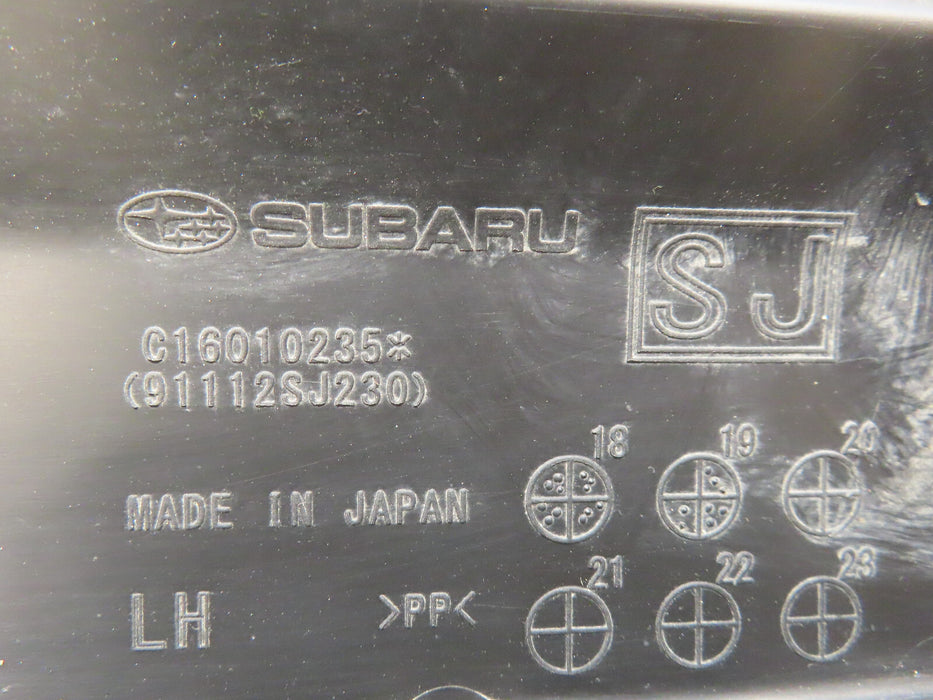 SUBARU
SJ
C16010235*
(91112SJ230)
MADE IN JAPAN
18 19 20
LH >PP<
21 22 23